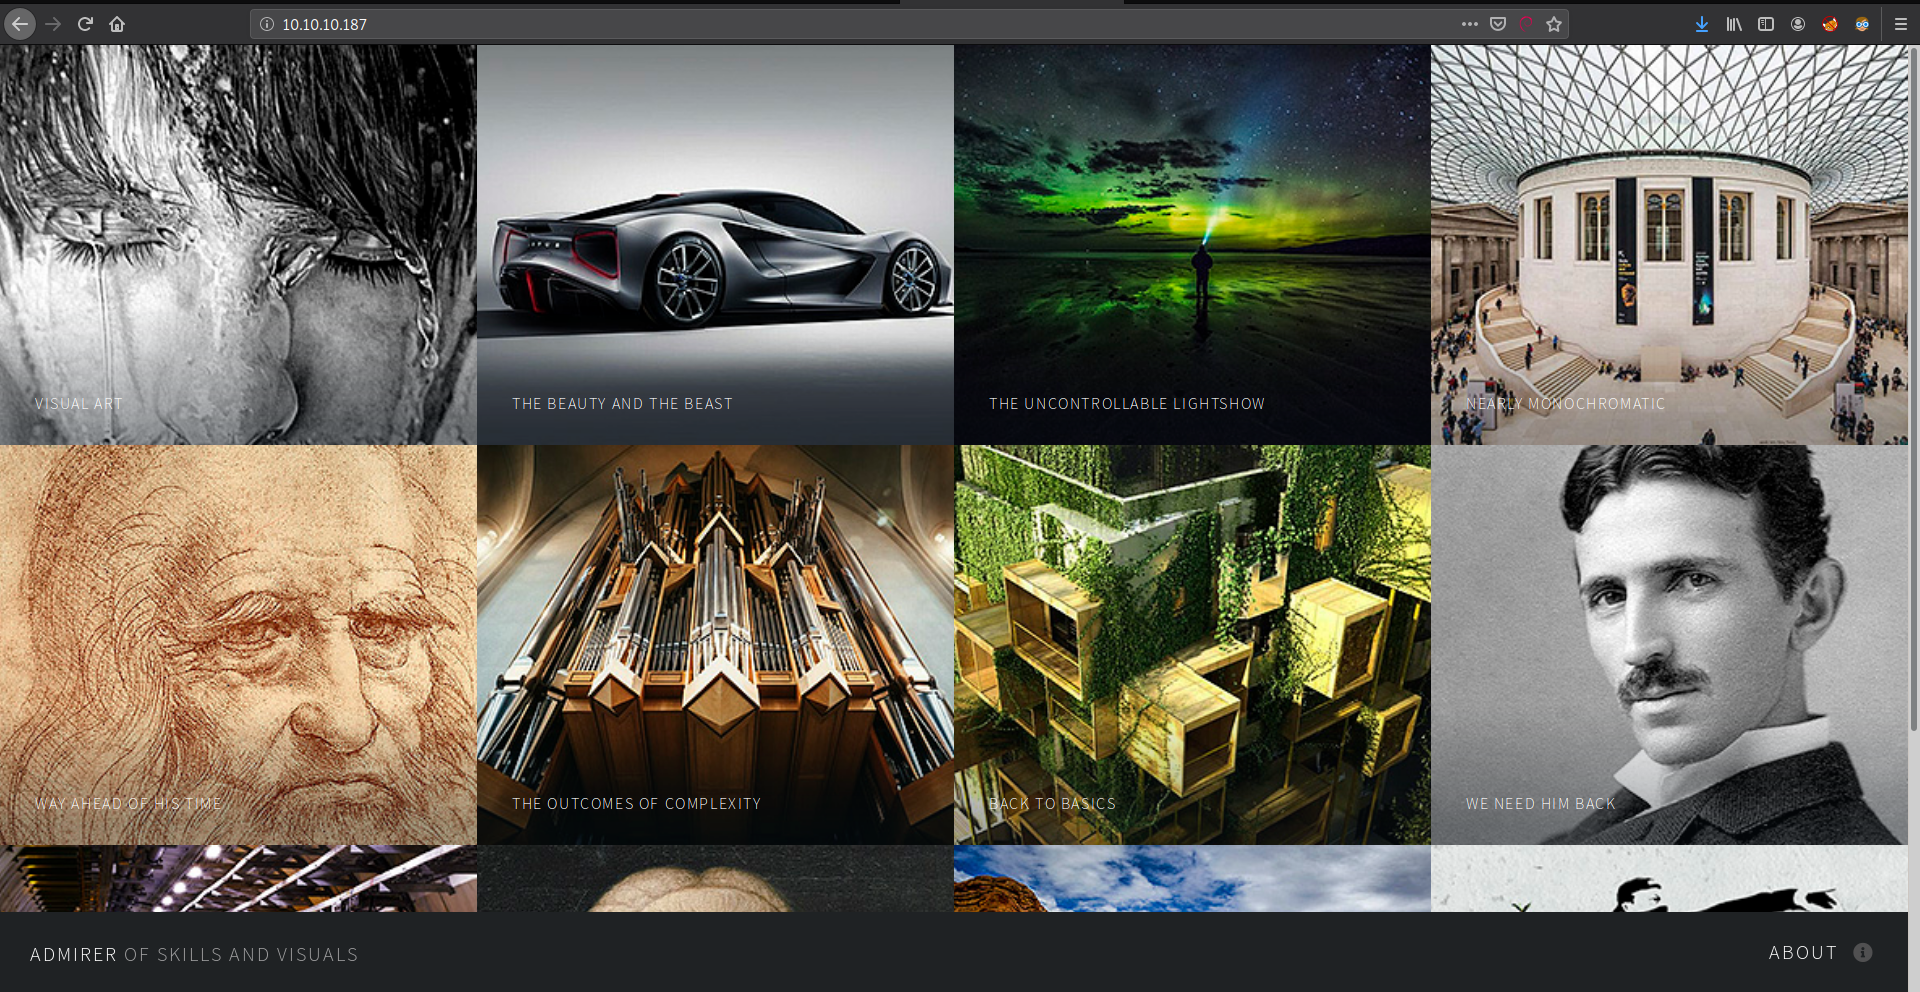 10.10.10.187
VISUAL ART
THE BEAUTY AND THE BEAST
THE UNCONTROLLABLE LIGHTSHOW
NEARLY MONOCHROMATIC
WAY AHEAD OF HIS TIME
THE OUTCOMES OF COMPLEXITY
BACK TO BASICS
WE NEED HIM BACK
ADMIRER OF SKILLS AND VISUALS
ABOUT